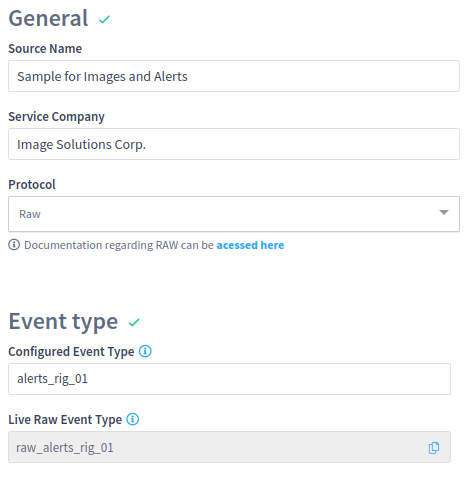 General
Source Name
Sample for Images and Alerts
Service Company
Image Solutions Corp.
Protocol
Raw
Documentation regarding RAW can be acessed here
Event type
Configured Event Type
alerts_rig_01
Live Raw Event Type
raw_alerts_rig_01